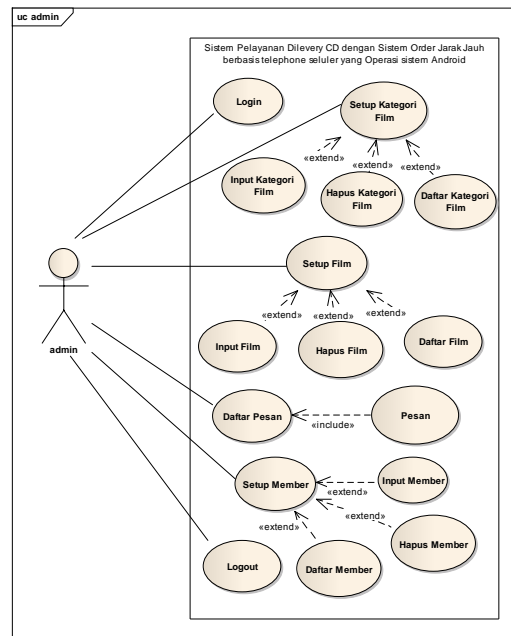 uc admin
Sistem Pelayanan Dilevery CD dengan Sistem Order Jarak Jauh
berbasis telephone seluler yang Operasi sistem Android
Login
Setup Kategori
Film
«extend»
«extend»
«extend»
Input Kategori
Film
Hapus Kategori
Film
Daftar Kategori
Film
Setup Film
«extend»
«extend»
«extend»
Input Film
Hapus Film
Daftar Film
admin
Daftar Pesan
«include»
Pesan
Setup Member
«extend»
Input Member
«extend»
«extend»
Hapus Member
Daftar Member
Logout